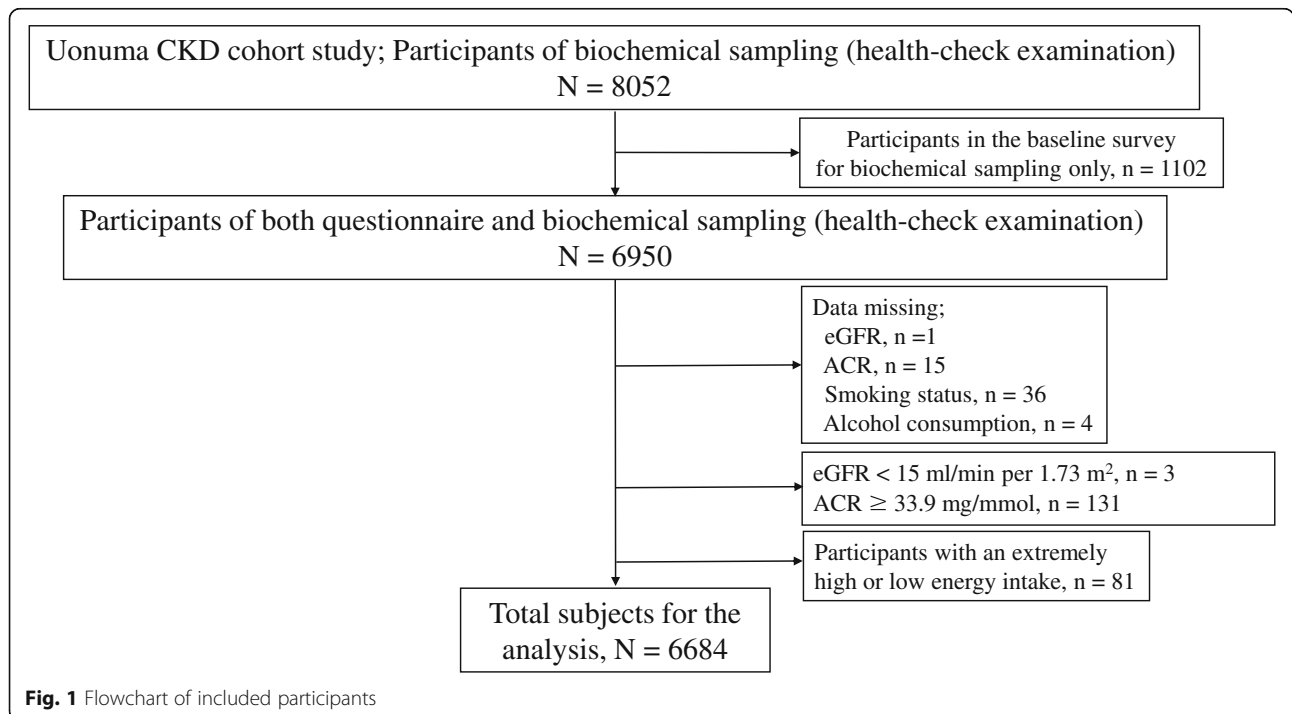 Uonuma CKD cohort study; Participants of biochemical sampling (health-check examination)
N = 8052
Participants in the baseline survey
for biochemical sampling only, n = 1102
Participants of both questionnaire and biochemical sampling (health-check examination)
N = 6950
Data missing;
eGFR, n =1
ACR, n = 15
Smoking status, n = 36
Alcohol consumption, n = 4
eGFR < 15 ml/min per 1.73 m², n = 3
ACR ≥ 33.9 mg/mmol, n = 131
Participants with an extremely
high or low energy intake, n = 81
Total subjects for the
analysis, N = 6684
Fig. 1 Flowchart of included participants